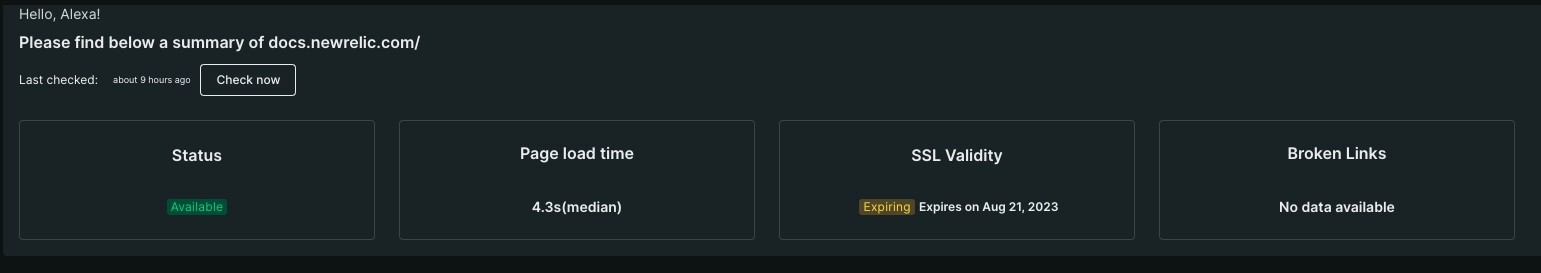 Hello, Alexa!
Please find below a summary of docs.newrelic.com/
Last checked: about 9 hours ago Check now
Status
Available
Page load time
4.3s(median)
SSL Validity
Expiring Expires on Aug 21, 2023
Broken Links
No data available